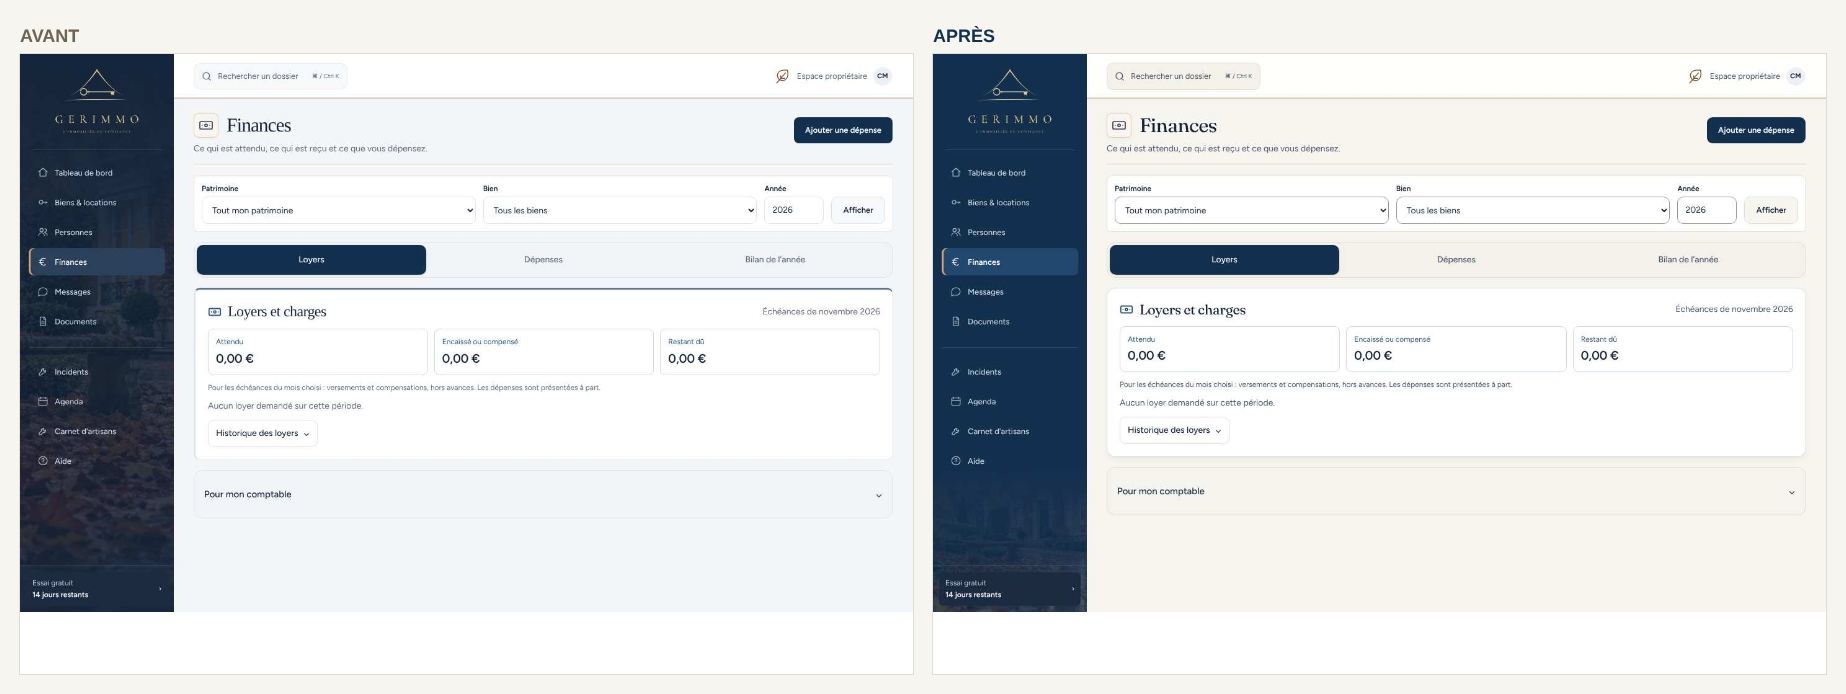 AVANT
GERIMMO
Tableau de bord
Biens & locations
Personnes
Finances
Messages
Documents
Incidents
Agenda
Carnet d'artisans
Aide
Essai gratuit
14 jours restants
Rechercher un dossier ⌘ / Ctrl K
Espace propriétaire CM
Finances
Ce qui est attendu, ce qui est reçu et ce que vous dépensez.
Ajouter une dépense
Patrimoine Bien Année
Tout mon patrimoine Tous les biens 2026 Afficher
Loyers Dépenses Bilan de l'année
Loyers et charges Échéances de novembre 2026
Attendu Encaissé ou compensé Restant dû
0,00 € 0,00 € 0,00 €
Pour les échéances du mois choisi : versements et compensations, hors avances. Les dépenses sont présentées à part.
Aucun loyer demandé sur cette période.
Historique des loyers
Pour mon comptable
APRÈS
GERIMMO
Tableau de bord
Biens & locations
Personnes
Finances
Messages
Documents
Incidents
Agenda
Carnet d'artisans
Aide
Essai gratuit
14 jours restants
Rechercher un dossier ⌘ / Ctrl K
Espace propriétaire CM
Finances
Ce qui est attendu, ce qui est reçu et ce que vous dépensez.
Ajouter une dépense
Patrimoine Bien Année
Tout mon patrimoine Tous les biens 2026 Afficher
Loyers Dépenses Bilan de l'année
Loyers et charges Échéances de novembre 2026
Attendu Encaissé ou compensé Restant dû
0,00 € 0,00 € 0,00 €
Pour les échéances du mois choisi : versements et compensations, hors avances. Les dépenses sont présentées à part.
Aucun loyer demandé sur cette période.
Historique des loyers
Pour mon comptable